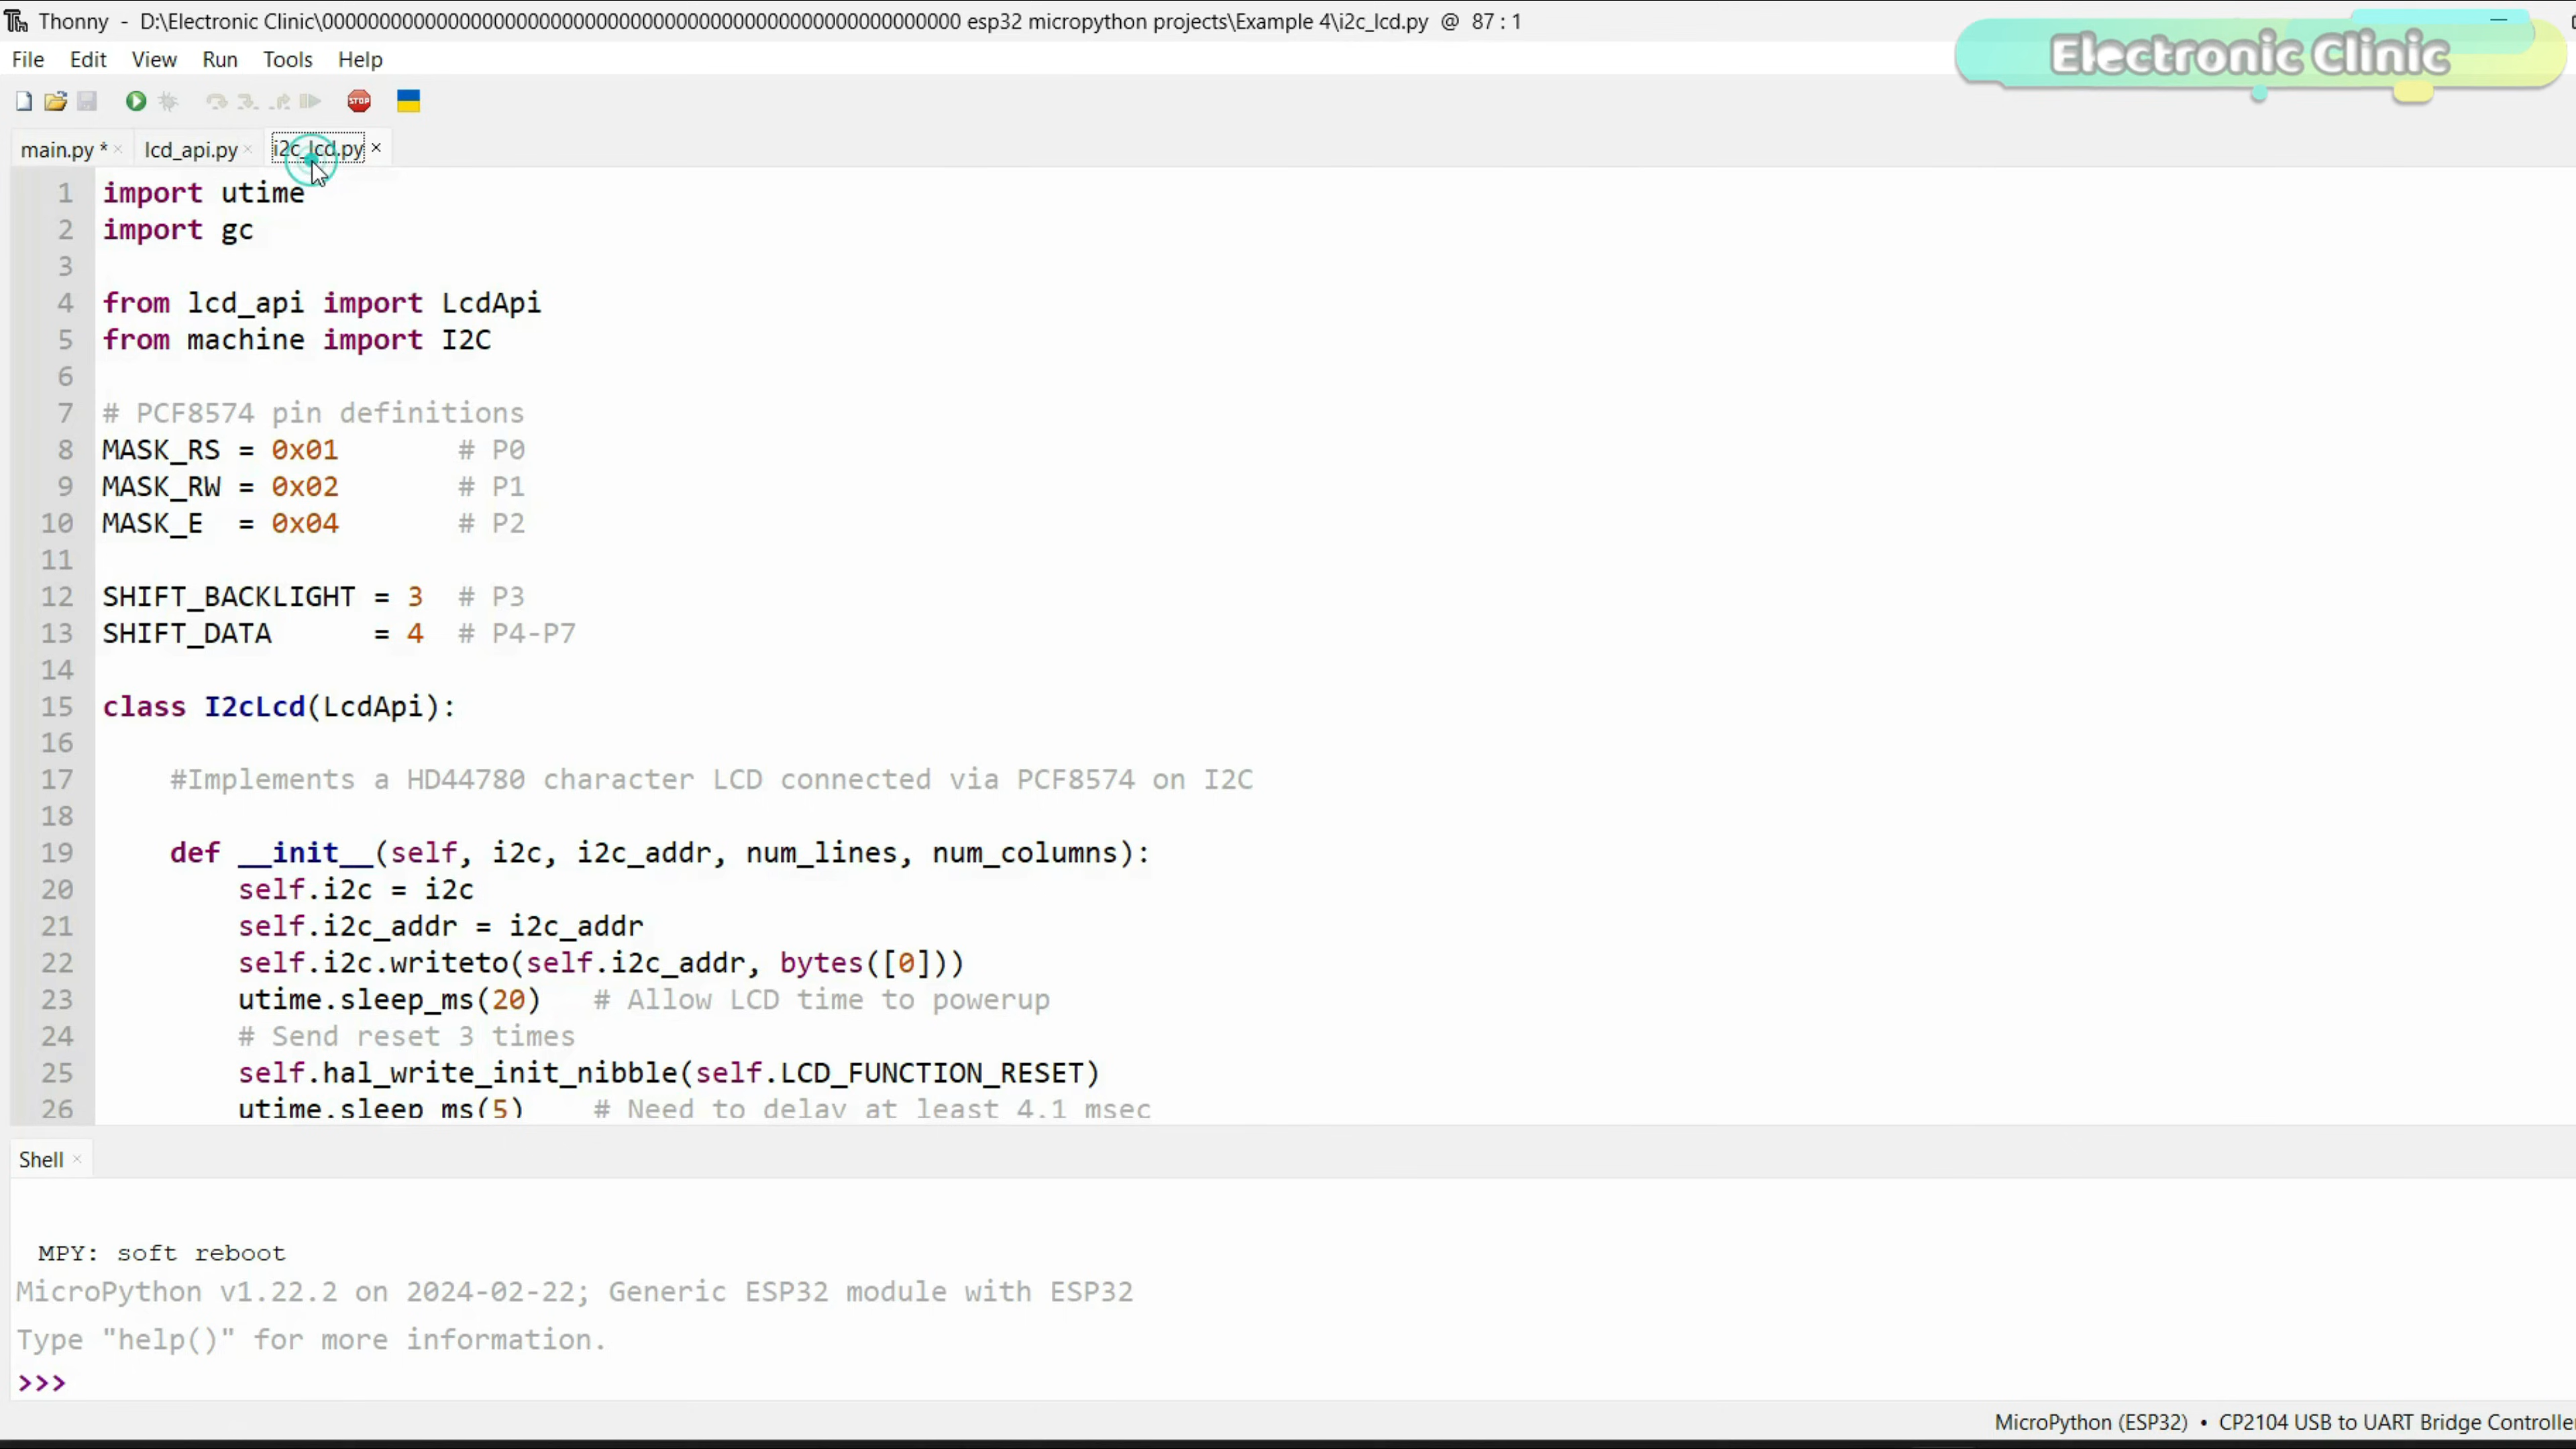 Thonny - D:\Electronic Clinic\00000000000000000000000000000000000000000000000000000000 esp32 micropython projects\Example 4\i2c_lcd.py @ 87 : 1
Electronic Clinic
File Edit View Run Tools Help
STOP
main.py * × lcd_api.py × i2c_lcd.py ×
1 import utime
2 import gc
3
4 from lcd_api import LcdApi
5 from machine import I2C
6
7 # PCF8574 pin definitions
8 MASK_RS = 0x01       # P0
9 MASK_RW = 0x02       # P1
10 MASK_E  = 0x04       # P2
11
12 SHIFT_BACKLIGHT = 3  # P3
13 SHIFT_DATA      = 4  # P4-P7
14
15 class I2cLcd(LcdApi):
16
17     #Implements a HD44780 character LCD connected via PCF8574 on I2C
18
19     def __init__(self, i2c, i2c_addr, num_lines, num_columns):
20         self.i2c = i2c
21         self.i2c_addr = i2c_addr
22         self.i2c.writeto(self.i2c_addr, bytes([0]))
23         utime.sleep_ms(20)   # Allow LCD time to powerup
24         # Send reset 3 times
25         self.hal_write_init_nibble(self.LCD_FUNCTION_RESET)
26         utime.sleep_ms(5)    # Need to delay at least 4.1 msec
Shell ×
MPY: soft reboot
MicroPython v1.22.2 on 2024-02-22; Generic ESP32 module with ESP32
Type "help()" for more information.
>>>
MicroPython (ESP32) • CP2104 USB to UART Bridge Controlle